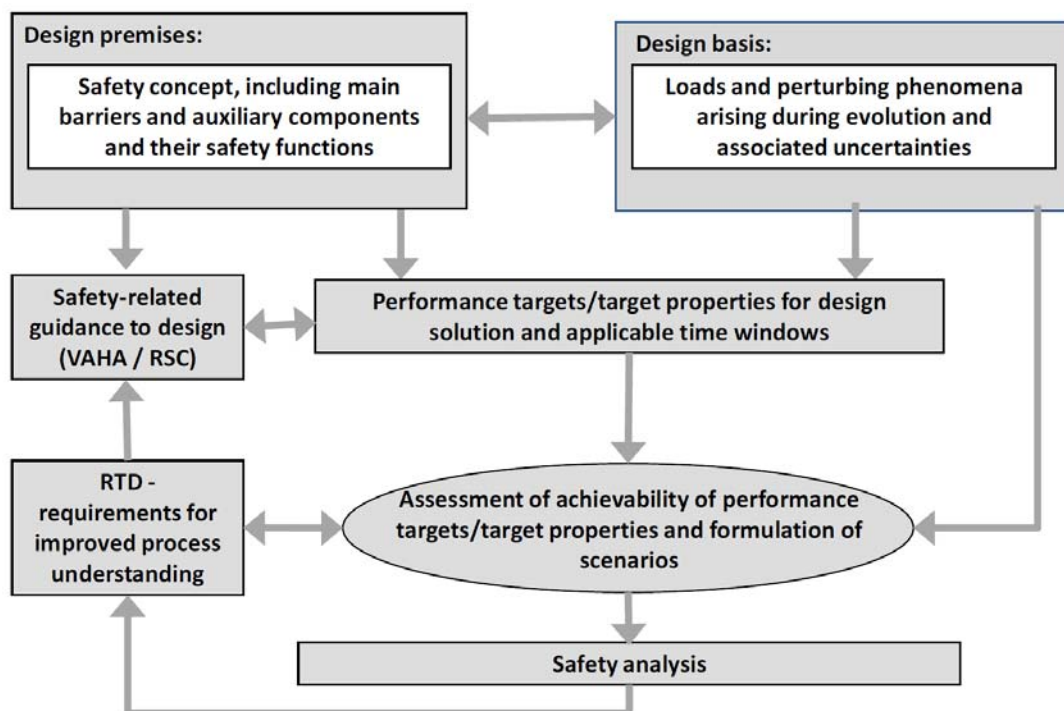 Design premises:
Safety concept, including main
barriers and auxiliary components
and their safety functions
Design basis:
Loads and perturbing phenomena
arising during evolution and
associated uncertainties
Safety-related
guidance to design
(VAHA / RSC)
Performance targets/target properties for design
solution and applicable time windows
RTD -
requirements for
improved process
understanding
Assessment of achievability of performance
targets/target properties and formulation of
scenarios
Safety analysis